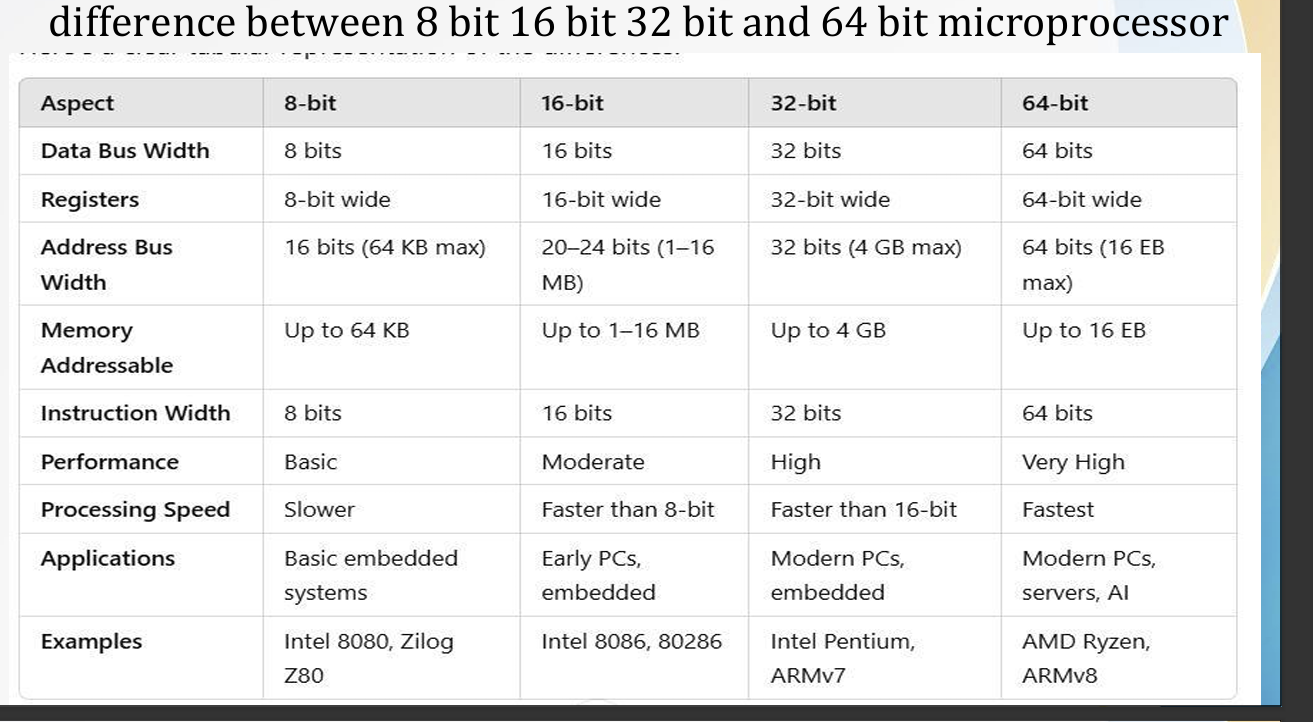 difference between 8 bit 16 bit 32 bit and 64 bit microprocessor
Aspect 8-bit 16-bit 32-bit 64-bit
Data Bus Width 8 bits 16 bits 32 bits 64 bits
Registers 8-bit wide 16-bit wide 32-bit wide 64-bit wide
Address Bus 16 bits (64 KB max) 20–24 bits (1–16 32 bits (4 GB max) 64 bits (16 EB
Width MB) max)
Memory Up to 64 KB Up to 1–16 MB Up to 4 GB Up to 16 EB
Addressable
Instruction Width 8 bits 16 bits 32 bits 64 bits
Performance Basic Moderate High Very High
Processing Speed Slower Faster than 8-bit Faster than 16-bit Fastest
Applications Basic embedded Early PCs, Modern PCs, Modern PCs,
systems embedded embedded servers, AI
Examples Intel 8080, Zilog Intel 8086, 80286 Intel Pentium, AMD Ryzen,
Z80 ARMv7 ARMv8